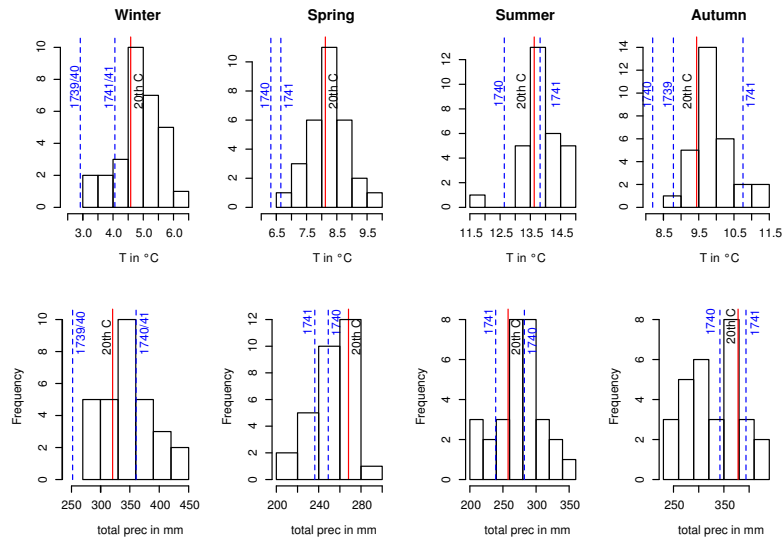 Winter
Spring
Summer
Autumn
0 2 4 6 8 10
1739/40
1741/41
20th C
3.0 4.0 5.0 6.0
T in °C
0 2 4 6 8 10
1740
1741
20th C
6.5 7.5 8.5 9.5
T in °C
0 2 4 6 8 10 12
1740
20th C
1741
11.5 12.5 13.5 14.5
T in °C
0 2 4 6 8 10 12 14
1740
1739
20th C
1741
8.5 9.5 10.5 11.5
T in °C
Frequency
0 2 4 6 8 10
1739/40
20th C
1740/41
250 300 350 400 450
total prec in mm
Frequency
0 2 4 6 8 10 12
1741
1740
20th C
200 240 280
total prec in mm
Frequency
0 2 4 6 8
1741
20th C
1740
200 250 300 350
total prec in mm
Frequency
0 2 4 6 8
1740
20th C
1741
250 350
total prec in mm